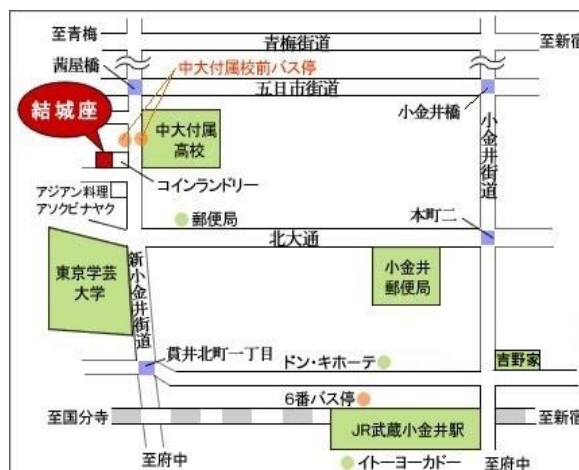 至青梅
青梅街道
至新宿
茜屋橋
中大付属校前バス停
五日市街道
小金井橋
結城座
中大付属
高校
小金井街道
コインランドリー
アジアン料理
アソクビナヤク
郵便局
本町二
北大通
東京学芸
大学
新小金井街道
小金井
郵便局
貫井北町一丁目
ドン・キホーテ
吉野家
6番バス停
至国分寺
JR武蔵小金井駅
至新宿
イトーヨーカドー
至府中
至府中